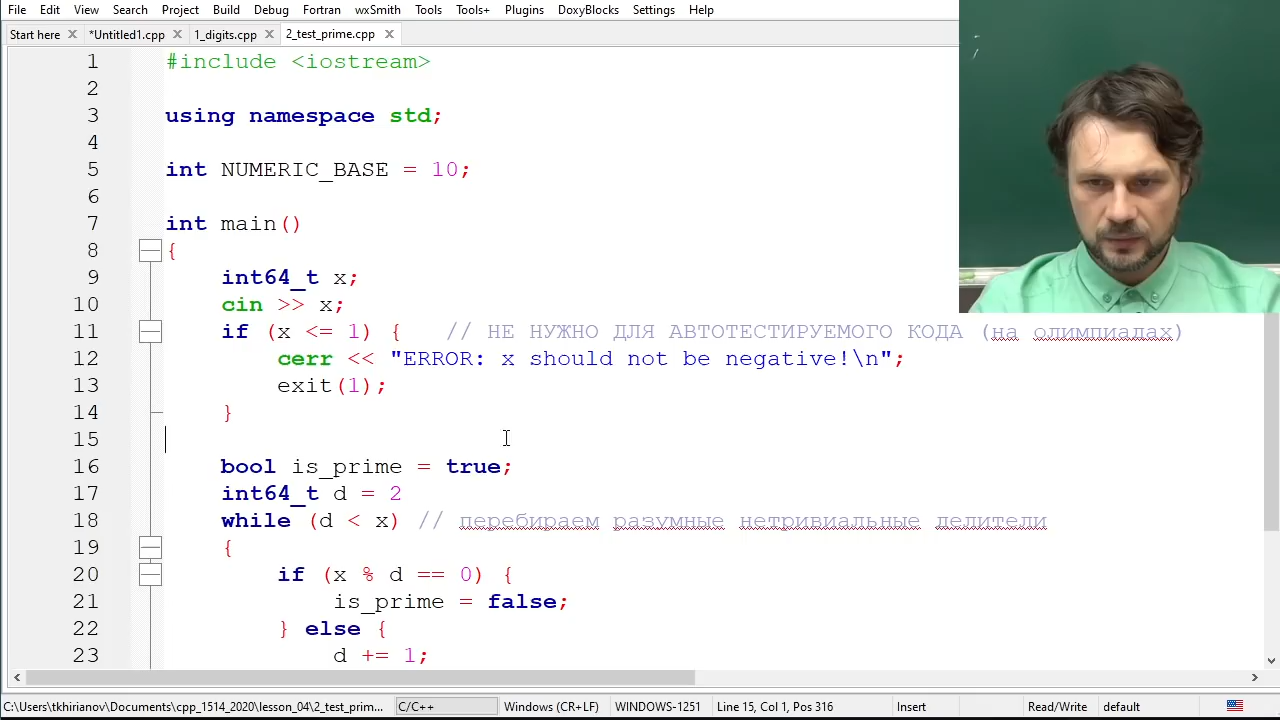 File Edit View Search Project Build Debug Fortran wxSmith Tools Tools+ Plugins DoxyBlocks Settings Help
Start here *Untitled1.cpp 1_digits.cpp 2_test_prime.cpp
1 #include <iostream>
2
3 using namespace std;
4
5 int NUMERIC_BASE = 10;
6
7 int main()
8 {
9 int64_t x;
10 cin >> x;
11 if (x <= 1) { // НЕ НУЖНО ДЛЯ АВТОТЕСТИРУЕМОГО КОДА (на олимпиадах)
12 cerr << "ERROR: x should not be negative!\n";
13 exit(1);
14 }
15
16 bool is_prime = true;
17 int64_t d = 2
18 while (d < x) // перебираем разумные нетривиальные делители
19 {
20 if (x % d == 0) {
21 is_prime = false;
22 } else {
23 d += 1;
C:\Users\tkhirianov\Documents\cpp_1514_2020\lesson_04\2_test_prim... C/C++ Windows (CR+LF) WINDOWS-1251 Line 15, Col 1, Pos 316 Insert Read/Write default